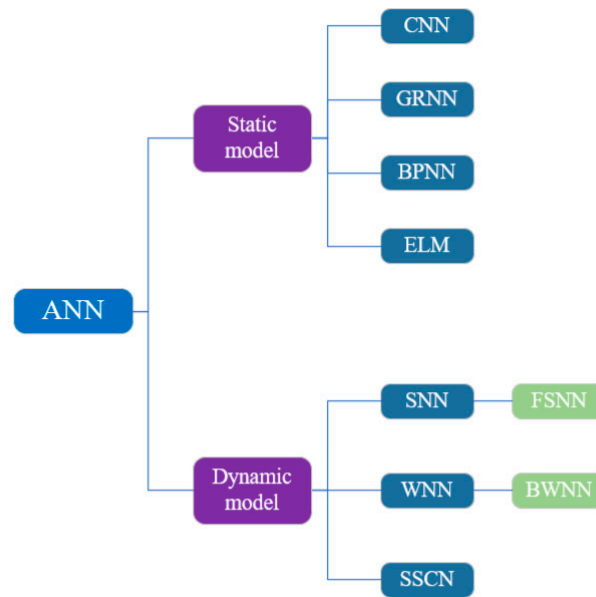 CNN
GRNN
Static
model
BPNN
ELM
ANN
SNN
FSNN
Dynamic
model
WNN
BWNN
SSCN